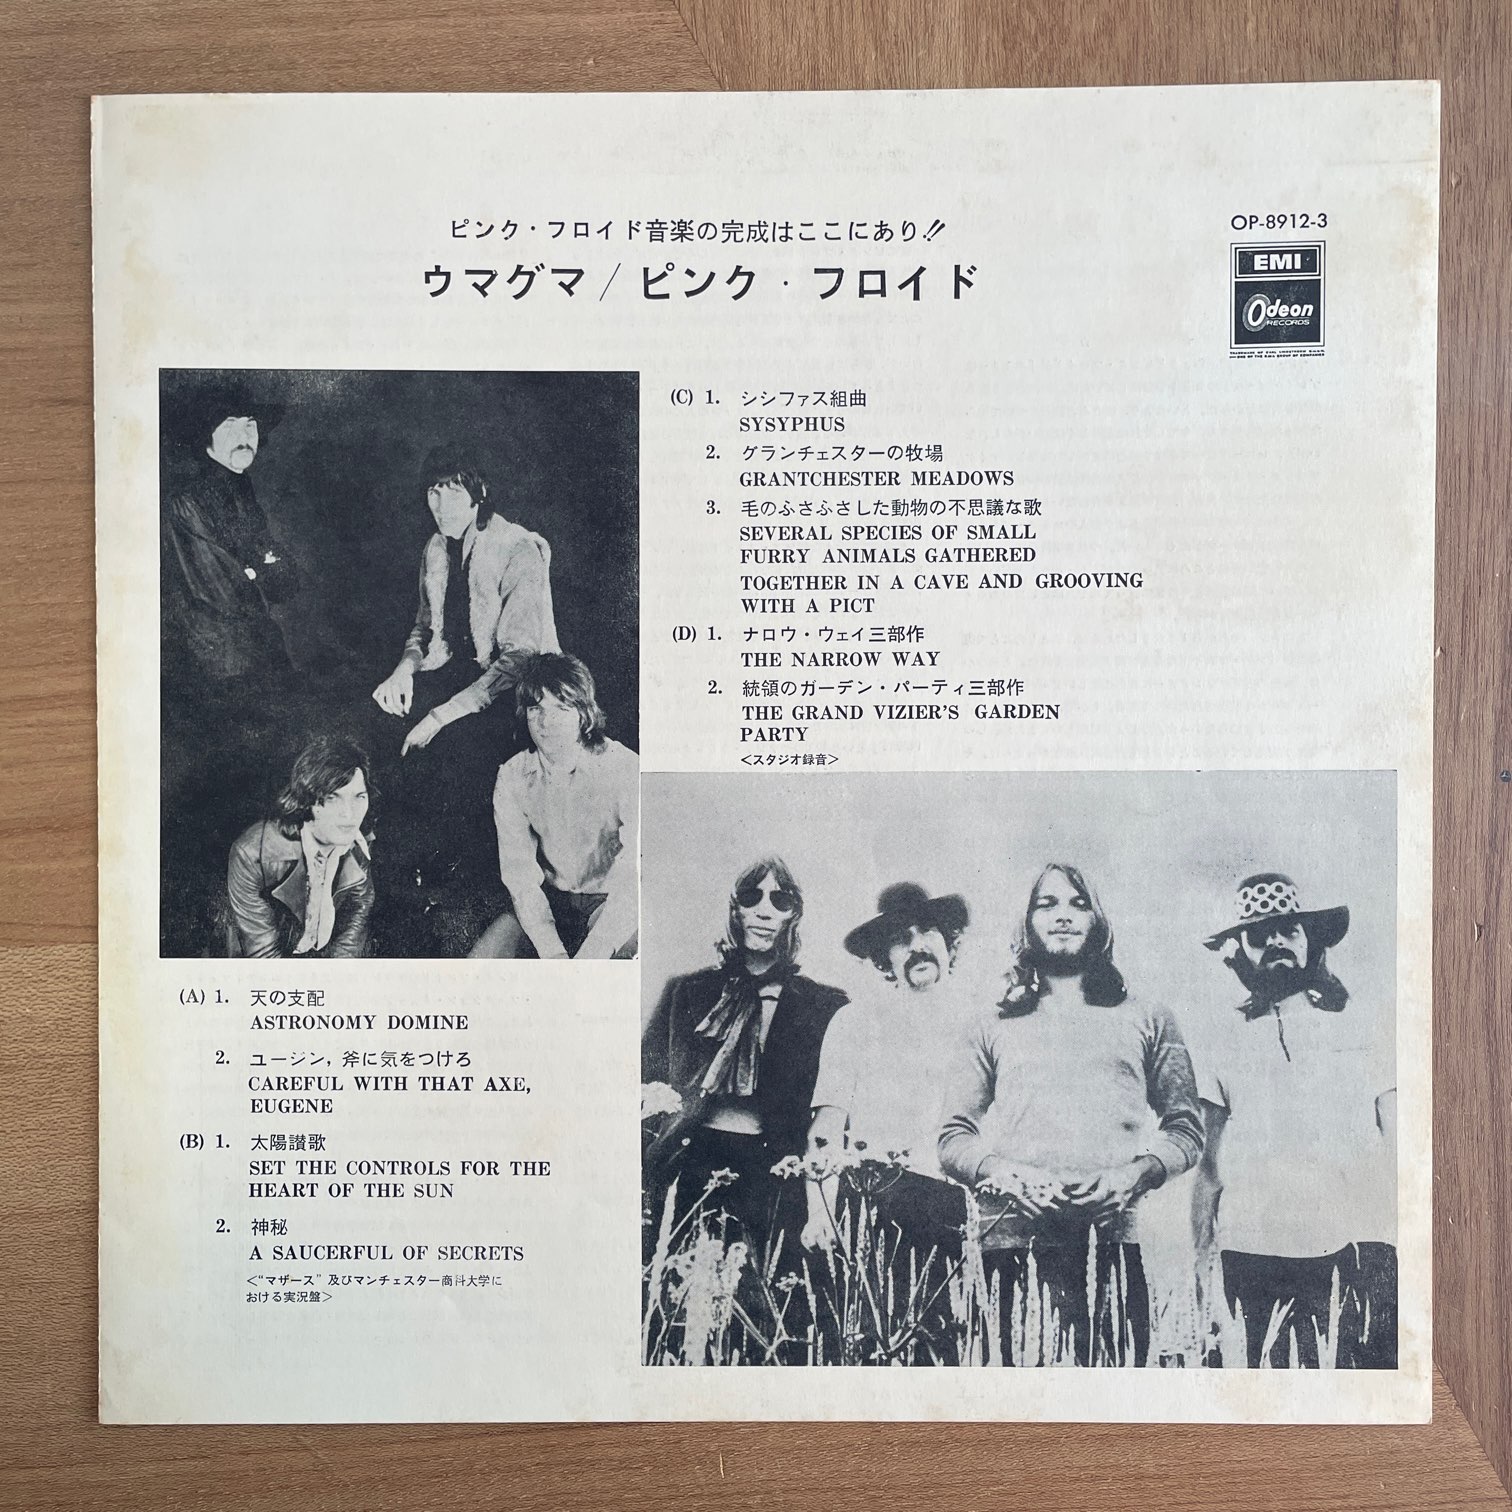 ピンク・フロイド音楽の完成はここにあり!!
ウマグマ/ピンク・フロイド
OP-8912-3
EMI
Odeon
RECORDS
(C) 1. シシファス組曲
SYSYPHUS
2. グランチェスターの牧場
GRANTCHESTER MEADOWS
3. 毛のふさふさした動物の不思議な歌
SEVERAL SPECIES OF SMALL
FURRY ANIMALS GATHERED
TOGETHER IN A CAVE AND GROOVING
WITH A PICT
(D) 1. ナロウ・ウェイ三部作
THE NARROW WAY
2. 統領のガーデン・パーティ三部作
THE GRAND VIZIER'S GARDEN
PARTY
<スタジオ録音>
(A) 1. 天の支配
ASTRONOMY DOMINE
2. ユージン,斧に気をつけろ
CAREFUL WITH THAT AXE,
EUGENE
(B) 1. 太陽讃歌
SET THE CONTROLS FOR THE
HEART OF THE SUN
2. 神秘
A SAUCERFUL OF SECRETS
<“マザース”及びマンチェスター商科大学に
おける実況盤>